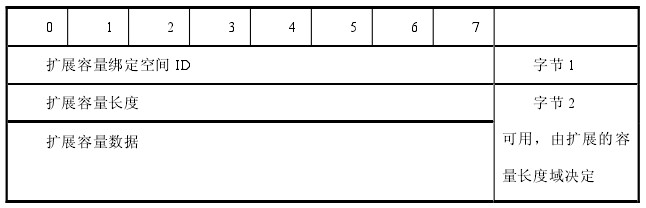 0 1 2 3 4 5 6 7
扩展容量绑定空间 ID 字节 1
扩展容量长度 字节 2
扩展容量数据 可用，由扩展的容
量长度域决定